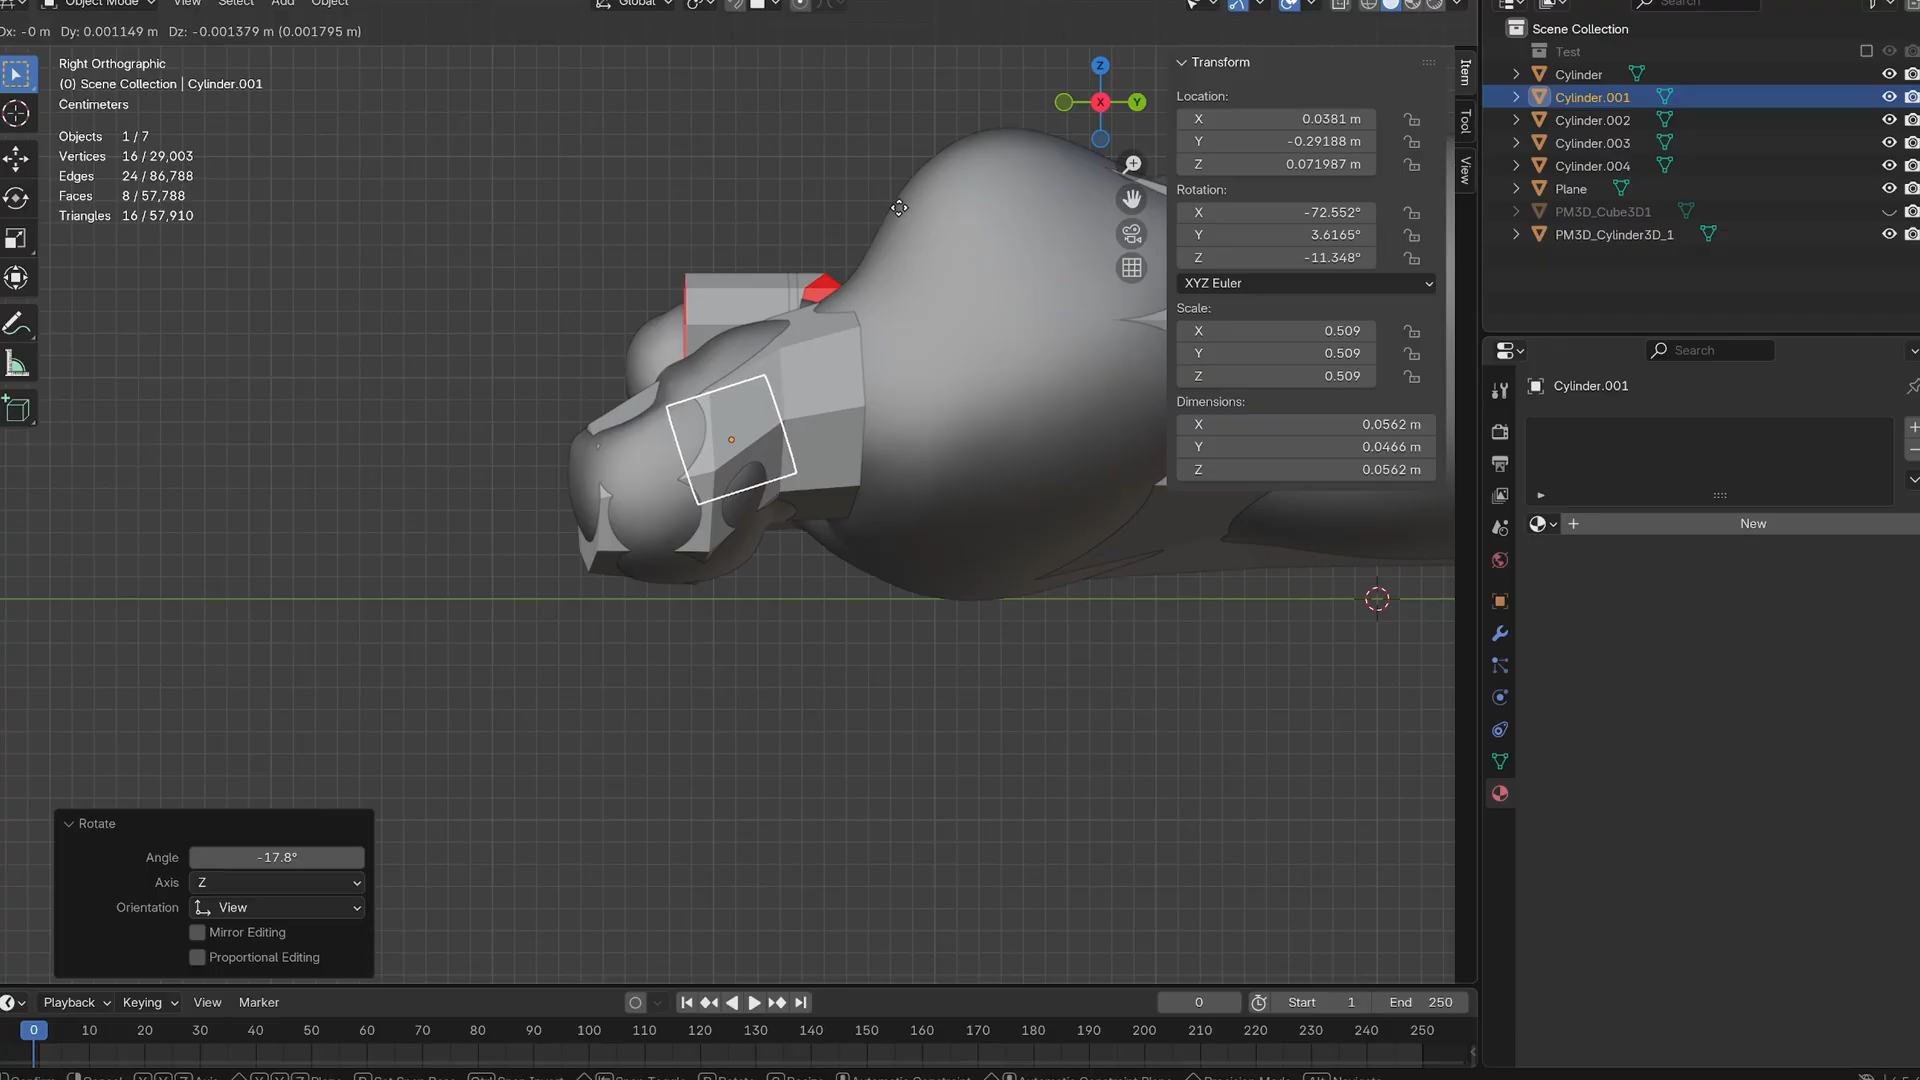 Object Mode View Select Add Object Global Search
Dx: -0 m Dy: 0.001149 m Dz: -0.001379 m (0.001795 m)
Right Orthographic
(0) Scene Collection | Cylinder.001
Centimeters
Objects 1 / 7
Vertices 16 / 29,003
Edges 24 / 86,788
Faces 8 / 57,788
Triangles 16 / 57,910
Z
X
Y
Transform
Location:
X 0.0381 m
Y -0.29188 m
Z 0.071987 m
Rotation:
X -72.552°
Y 3.6165°
Z -11.348°
XYZ Euler
Scale:
X 0.509
Y 0.509
Z 0.509
Dimensions:
X 0.0562 m
Y 0.0466 m
Z 0.0562 m
Item
Tool
View
Scene Collection
Test
Cylinder
Cylinder.001
Cylinder.002
Cylinder.003
Cylinder.004
Plane
PM3D_Cube3D1
PM3D_Cylinder3D_1
Search
Cylinder.001
New
Rotate
Angle -17.8°
Axis Z
Orientation View
Mirror Editing
Proportional Editing
Playback Keying View Marker 0 Start 1 End 250
0 10 20 30 40 50 60 70 80 90 100 110 120 130 140 150 160 170 180 190 200 210 220 230 240 250